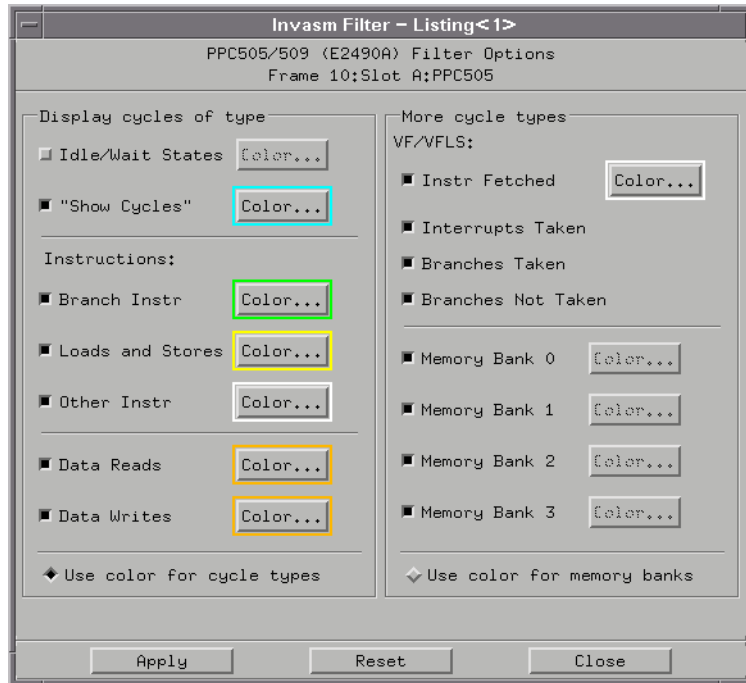 Invasm Filter – Listing<1>
PPC505/509 (E2490A) Filter Options
Frame 10:Slot A:PPC505
Display cycles of type
Idle/Wait States Color...
"Show Cycles" Color...
Instructions:
Branch Instr Color...
Loads and Stores Color...
Other Instr Color...
Data Reads Color...
Data Writes Color...
Use color for cycle types
More cycle types
VF/VFLS:
Instr Fetched Color...
Interrupts Taken
Branches Taken
Branches Not Taken
Memory Bank 0 Color...
Memory Bank 1 Color...
Memory Bank 2 Color...
Memory Bank 3 Color...
Use color for memory banks
Apply Reset Close